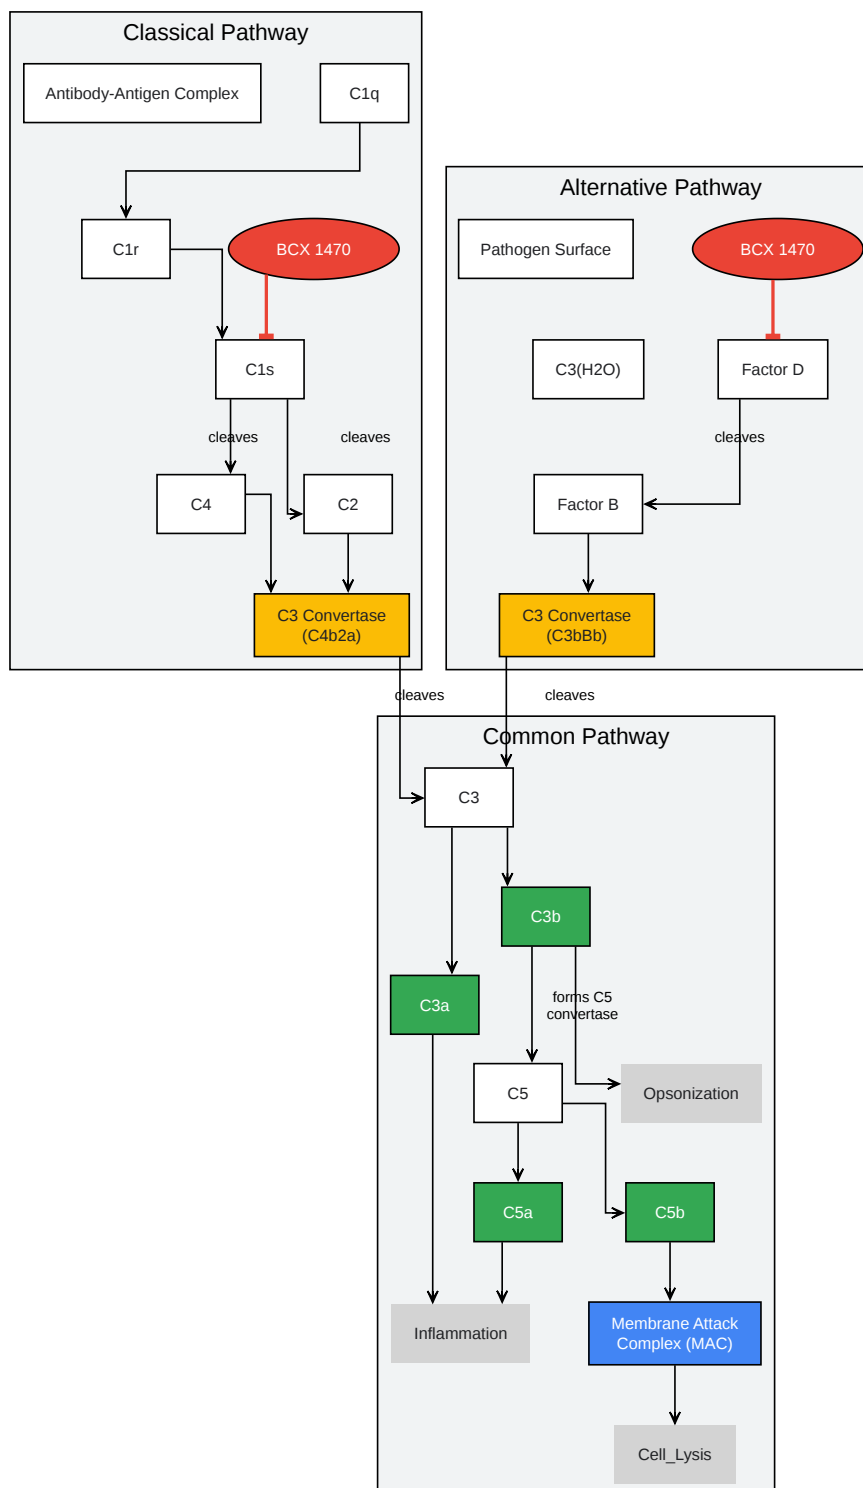 Classical Pathway
Antibody-Antigen Complex
C1q
Alternative Pathway
C1r
BCX 1470
Pathogen Surface
BCX 1470
C1s
C3(H2O)
Factor D
cleaves
cleaves
cleaves
C4
C2
Factor B
C3 Convertase
(C4b2a)
C3 Convertase
(C3bBb)
cleaves
cleaves
Common Pathway
C3
C3b
C3a
forms C5
convertase
C5
Opsonization
C5a
C5b
Inflammation
Membrane Attack
Complex (MAC)
Cell_Lysis